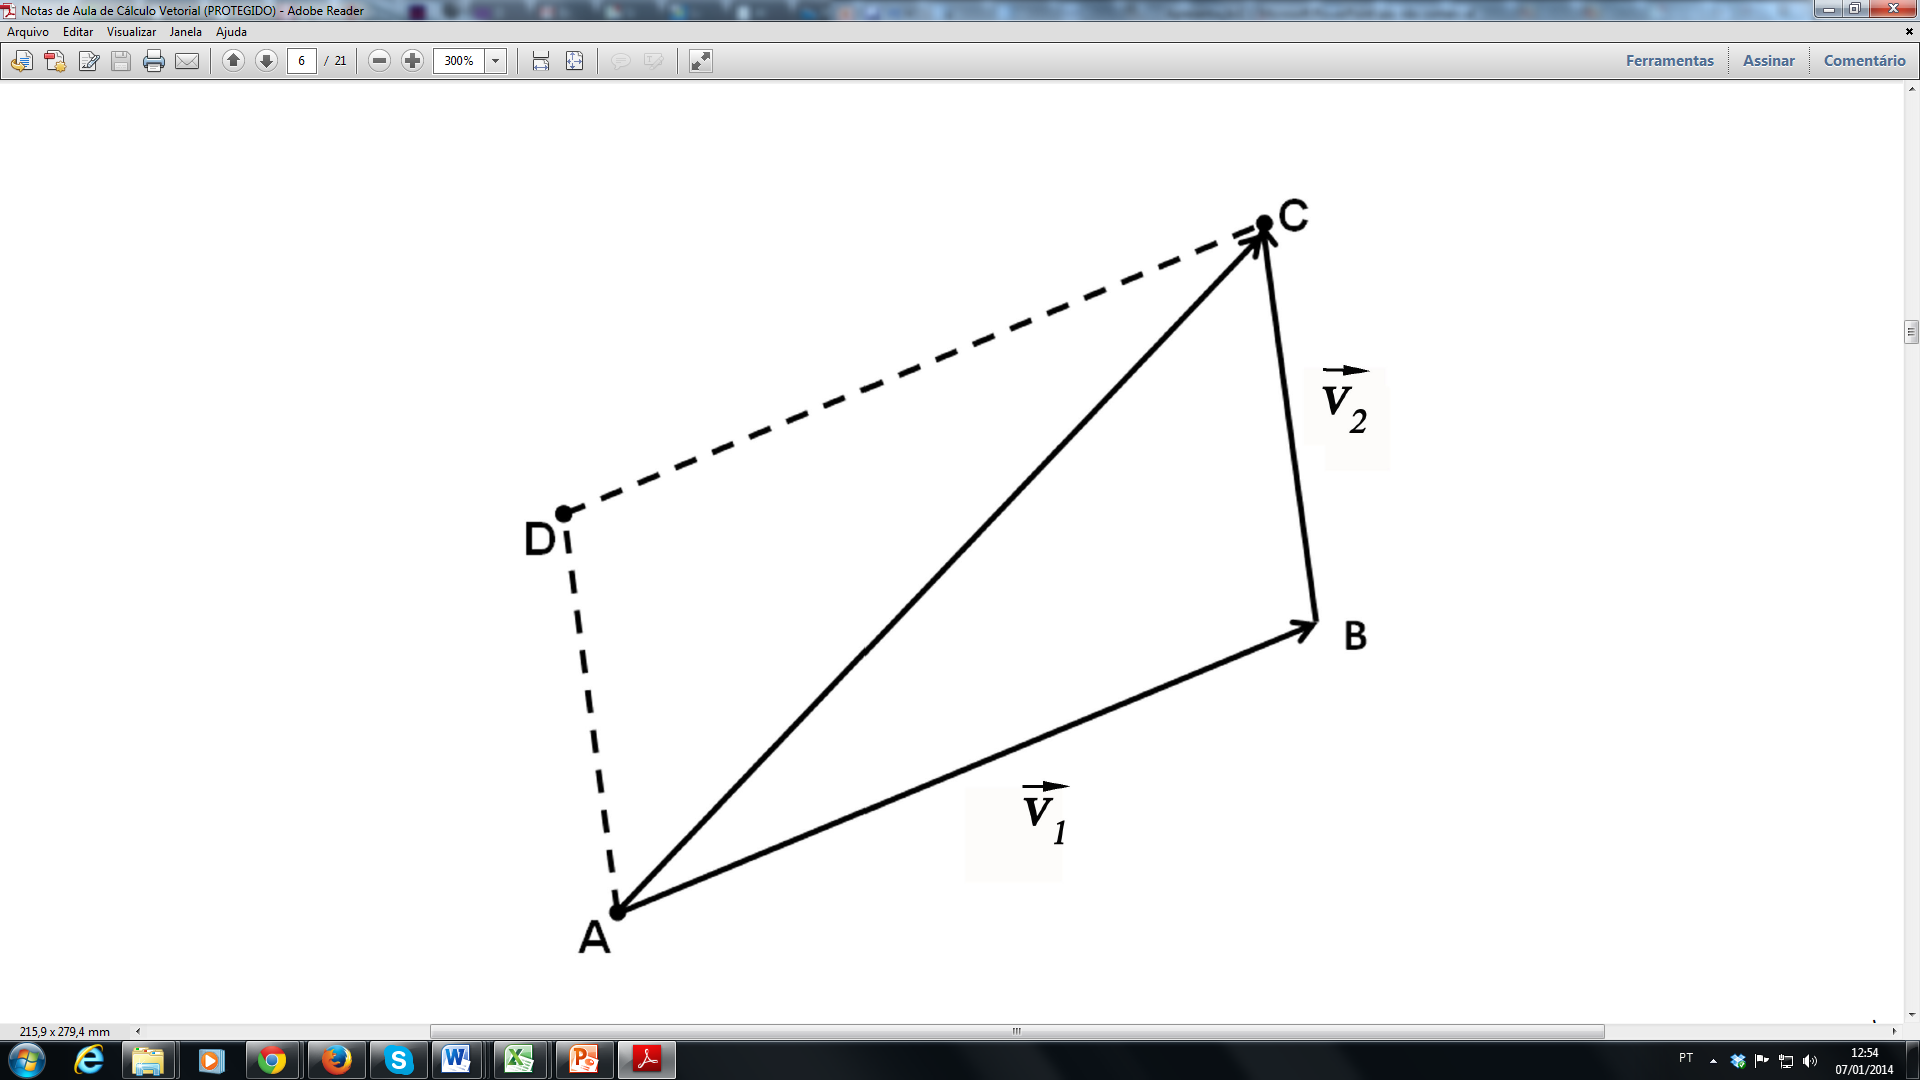 Notas de Aula de Cálculo Vetorial (PROTEGIDO) - Adobe Reader
Arquivo Editar Visualizar Janela Ajuda
6 / 21 300% Ferramentas Assinar Comentário
C
v2
D
B
v1
A
215,9 x 279,4 mm
PT 12:54
07/01/2014